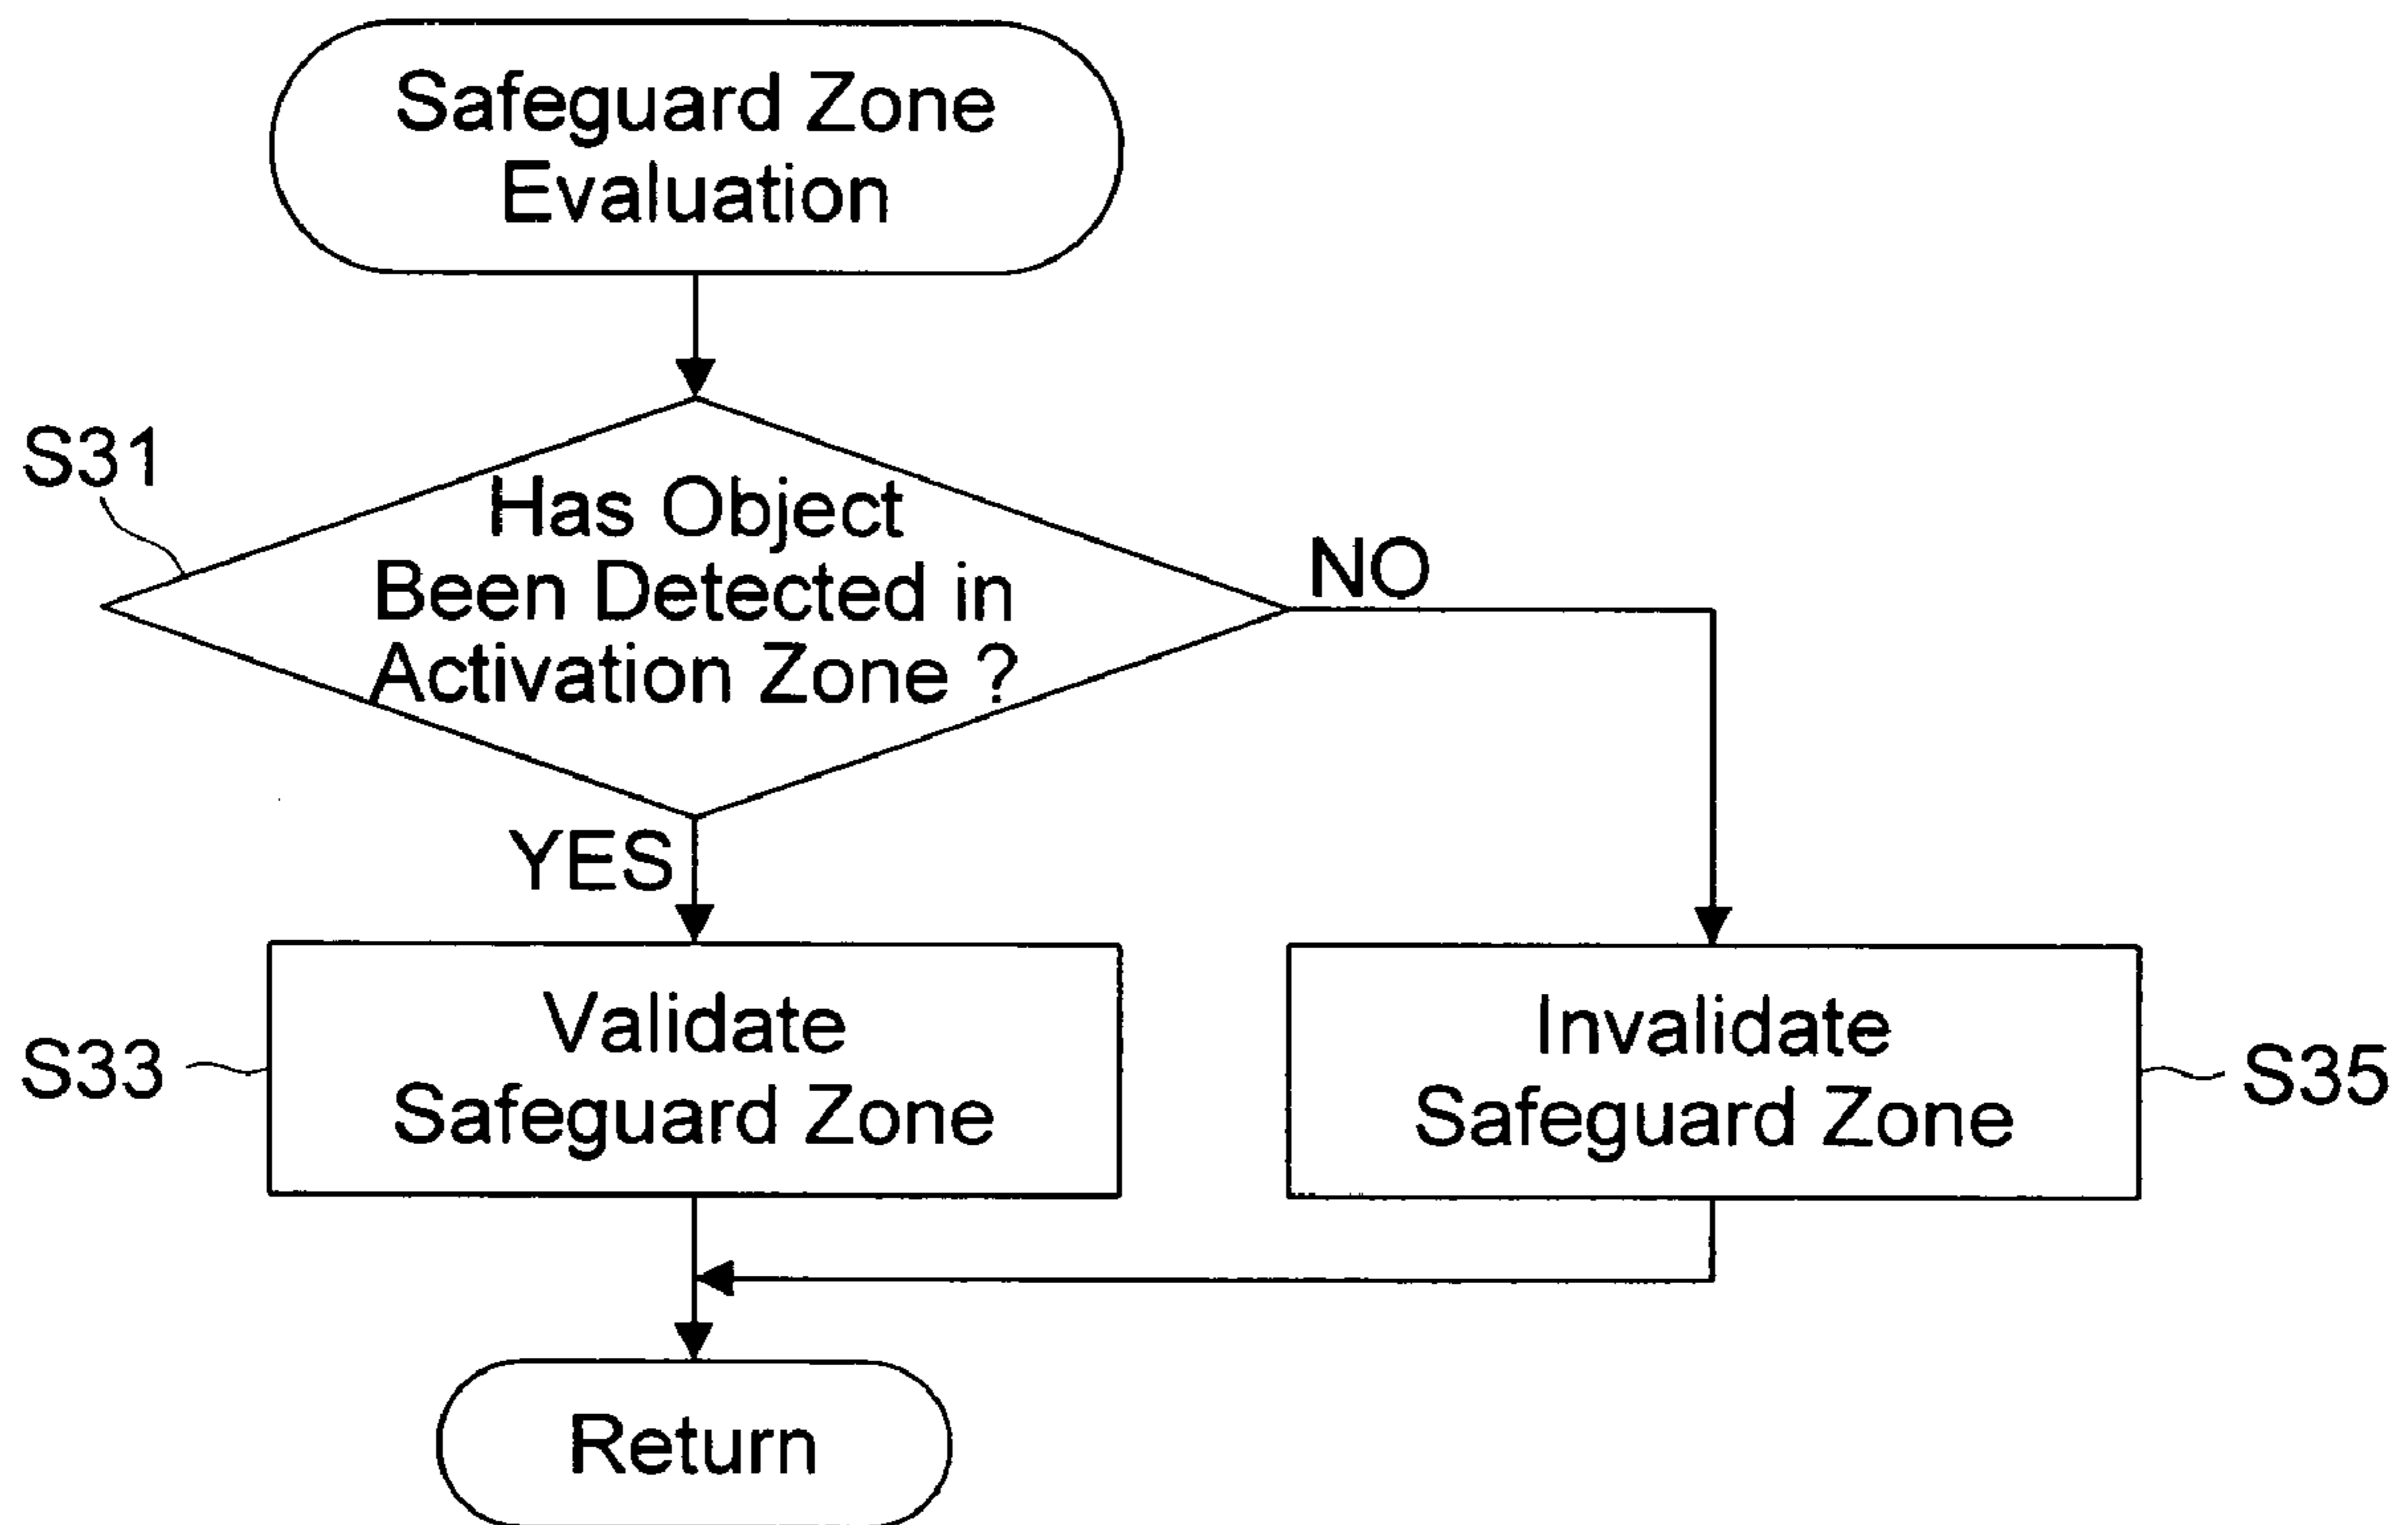 Safeguard Zone
Evaluation
S31
Has Object
Been Detected in
Activation Zone ?
NO
YES
S33
Validate
Safeguard Zone
Invalidate
Safeguard Zone
S35
Return